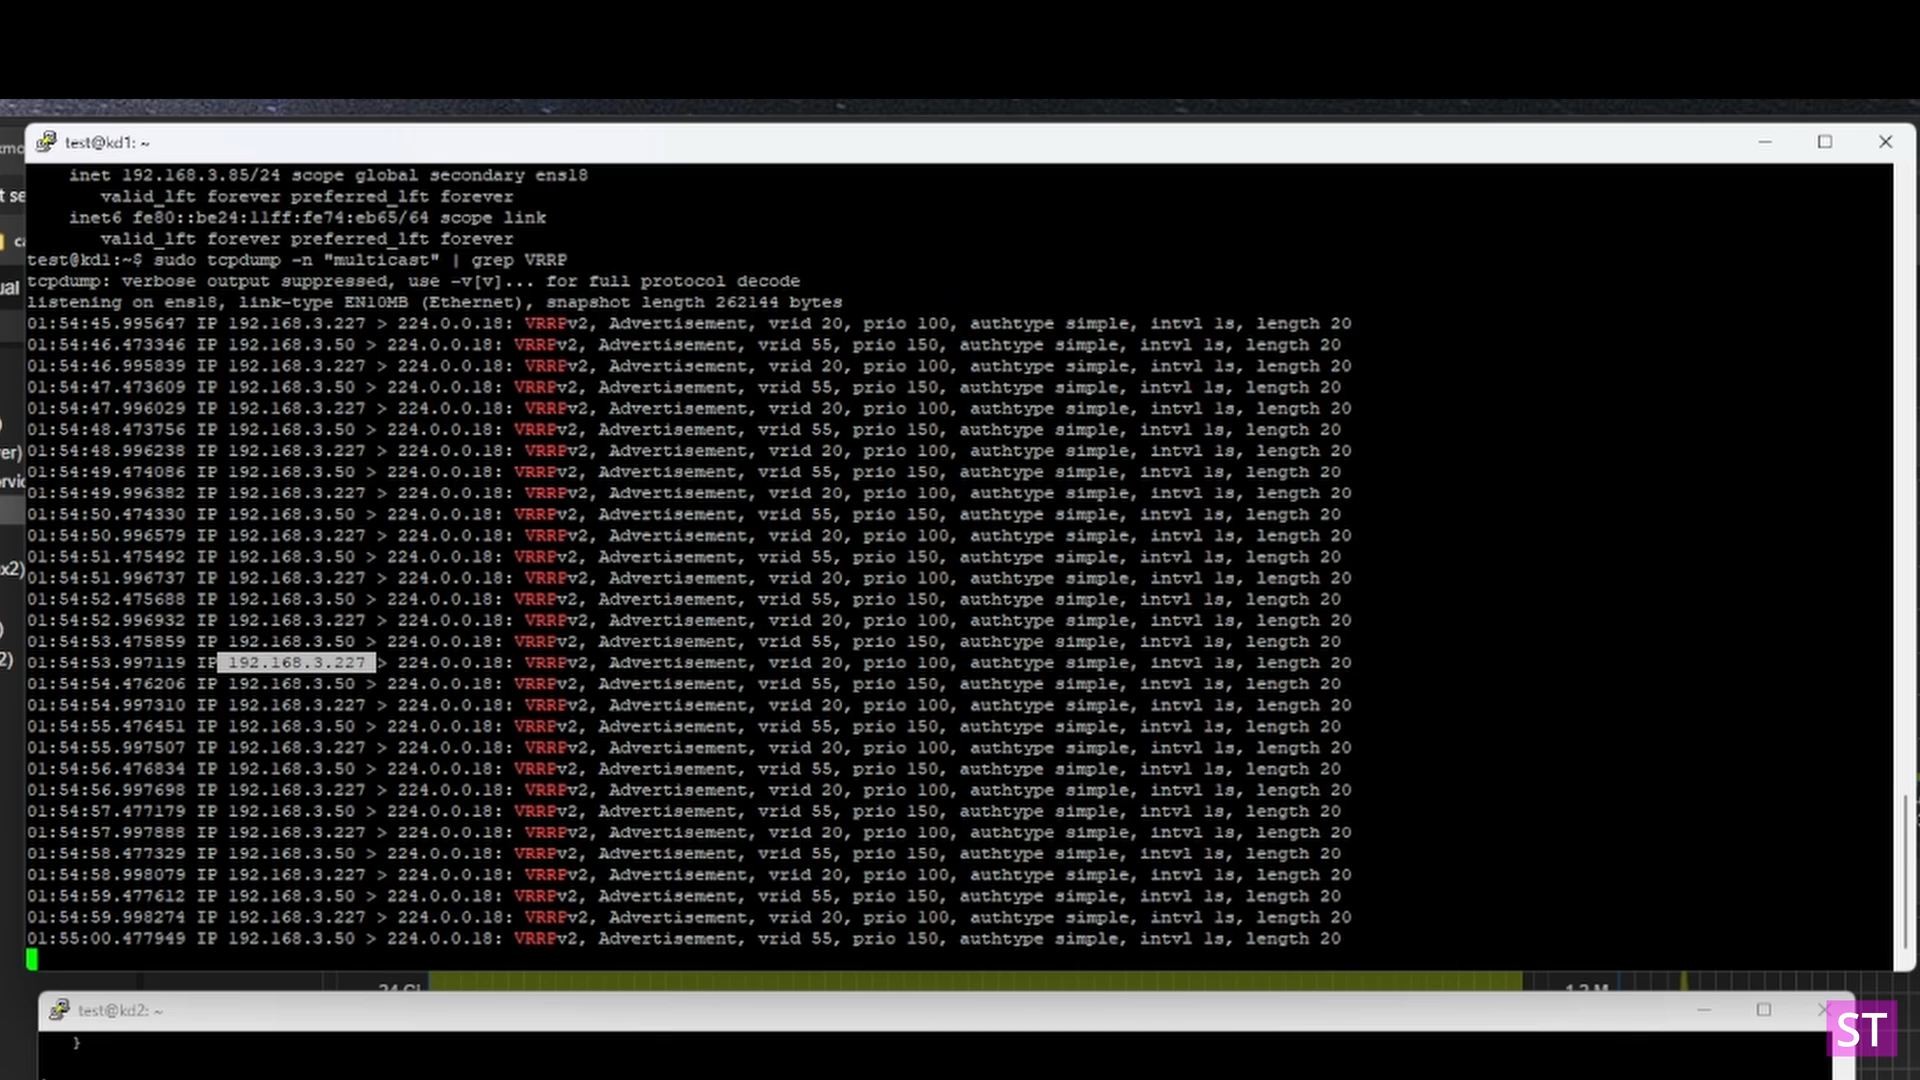 test@kd1: ~
inet 192.168.3.85/24 scope global secondary ens18
valid_lft forever preferred_lft forever
inet6 fe80::be24:11ff:fe74:eb65/64 scope link
valid_lft forever preferred_lft forever
test@kd1:~$ sudo tcpdump -n "multicast" | grep VRRP
tcpdump: verbose output suppressed, use -v[v]... for full protocol decode
listening on ens18, link-type EN10MB (Ethernet), snapshot length 262144 bytes
01:54:45.995647 IP 192.168.3.227 > 224.0.0.18: VRRPv2, Advertisement, vrid 20, prio 100, authtype simple, intvl 1s, length 20
01:54:46.473346 IP 192.168.3.50 > 224.0.0.18: VRRPv2, Advertisement, vrid 55, prio 150, authtype simple, intvl 1s, length 20
01:54:46.995839 IP 192.168.3.227 > 224.0.0.18: VRRPv2, Advertisement, vrid 20, prio 100, authtype simple, intvl 1s, length 20
01:54:47.473609 IP 192.168.3.50 > 224.0.0.18: VRRPv2, Advertisement, vrid 55, prio 150, authtype simple, intvl 1s, length 20
01:54:47.996029 IP 192.168.3.227 > 224.0.0.18: VRRPv2, Advertisement, vrid 20, prio 100, authtype simple, intvl 1s, length 20
01:54:48.473756 IP 192.168.3.50 > 224.0.0.18: VRRPv2, Advertisement, vrid 55, prio 150, authtype simple, intvl 1s, length 20
01:54:48.996238 IP 192.168.3.227 > 224.0.0.18: VRRPv2, Advertisement, vrid 20, prio 100, authtype simple, intvl 1s, length 20
01:54:49.474086 IP 192.168.3.50 > 224.0.0.18: VRRPv2, Advertisement, vrid 55, prio 150, authtype simple, intvl 1s, length 20
01:54:49.996382 IP 192.168.3.227 > 224.0.0.18: VRRPv2, Advertisement, vrid 20, prio 100, authtype simple, intvl 1s, length 20
01:54:50.474330 IP 192.168.3.50 > 224.0.0.18: VRRPv2, Advertisement, vrid 55, prio 150, authtype simple, intvl 1s, length 20
01:54:50.996579 IP 192.168.3.227 > 224.0.0.18: VRRPv2, Advertisement, vrid 20, prio 100, authtype simple, intvl 1s, length 20
01:54:51.475492 IP 192.168.3.50 > 224.0.0.18: VRRPv2, Advertisement, vrid 55, prio 150, authtype simple, intvl 1s, length 20
01:54:51.996737 IP 192.168.3.227 > 224.0.0.18: VRRPv2, Advertisement, vrid 20, prio 100, authtype simple, intvl 1s, length 20
01:54:52.475688 IP 192.168.3.50 > 224.0.0.18: VRRPv2, Advertisement, vrid 55, prio 150, authtype simple, intvl 1s, length 20
01:54:52.996932 IP 192.168.3.227 > 224.0.0.18: VRRPv2, Advertisement, vrid 20, prio 100, authtype simple, intvl 1s, length 20
01:54:53.475859 IP 192.168.3.50 > 224.0.0.18: VRRPv2, Advertisement, vrid 55, prio 150, authtype simple, intvl 1s, length 20
01:54:53.997119 IP 192.168.3.227 > 224.0.0.18: VRRPv2, Advertisement, vrid 20, prio 100, authtype simple, intvl 1s, length 20
01:54:54.476206 IP 192.168.3.50 > 224.0.0.18: VRRPv2, Advertisement, vrid 55, prio 150, authtype simple, intvl 1s, length 20
01:54:54.997310 IP 192.168.3.227 > 224.0.0.18: VRRPv2, Advertisement, vrid 20, prio 100, authtype simple, intvl 1s, length 20
01:54:55.476451 IP 192.168.3.50 > 224.0.0.18: VRRPv2, Advertisement, vrid 55, prio 150, authtype simple, intvl 1s, length 20
01:54:55.997507 IP 192.168.3.227 > 224.0.0.18: VRRPv2, Advertisement, vrid 20, prio 100, authtype simple, intvl 1s, length 20
01:54:56.476834 IP 192.168.3.50 > 224.0.0.18: VRRPv2, Advertisement, vrid 55, prio 150, authtype simple, intvl 1s, length 20
01:54:56.997698 IP 192.168.3.227 > 224.0.0.18: VRRPv2, Advertisement, vrid 20, prio 100, authtype simple, intvl 1s, length 20
01:54:57.477179 IP 192.168.3.50 > 224.0.0.18: VRRPv2, Advertisement, vrid 55, prio 150, authtype simple, intvl 1s, length 20
01:54:57.997888 IP 192.168.3.227 > 224.0.0.18: VRRPv2, Advertisement, vrid 20, prio 100, authtype simple, intvl 1s, length 20
01:54:58.477329 IP 192.168.3.50 > 224.0.0.18: VRRPv2, Advertisement, vrid 55, prio 150, authtype simple, intvl 1s, length 20
01:54:58.998079 IP 192.168.3.227 > 224.0.0.18: VRRPv2, Advertisement, vrid 20, prio 100, authtype simple, intvl 1s, length 20
01:54:59.477612 IP 192.168.3.50 > 224.0.0.18: VRRPv2, Advertisement, vrid 55, prio 150, authtype simple, intvl 1s, length 20
01:54:59.998274 IP 192.168.3.227 > 224.0.0.18: VRRPv2, Advertisement, vrid 20, prio 100, authtype simple, intvl 1s, length 20
01:55:00.477949 IP 192.168.3.50 > 224.0.0.18: VRRPv2, Advertisement, vrid 55, prio 150, authtype simple, intvl 1s, length 20
test@kd2: ~
}
ST